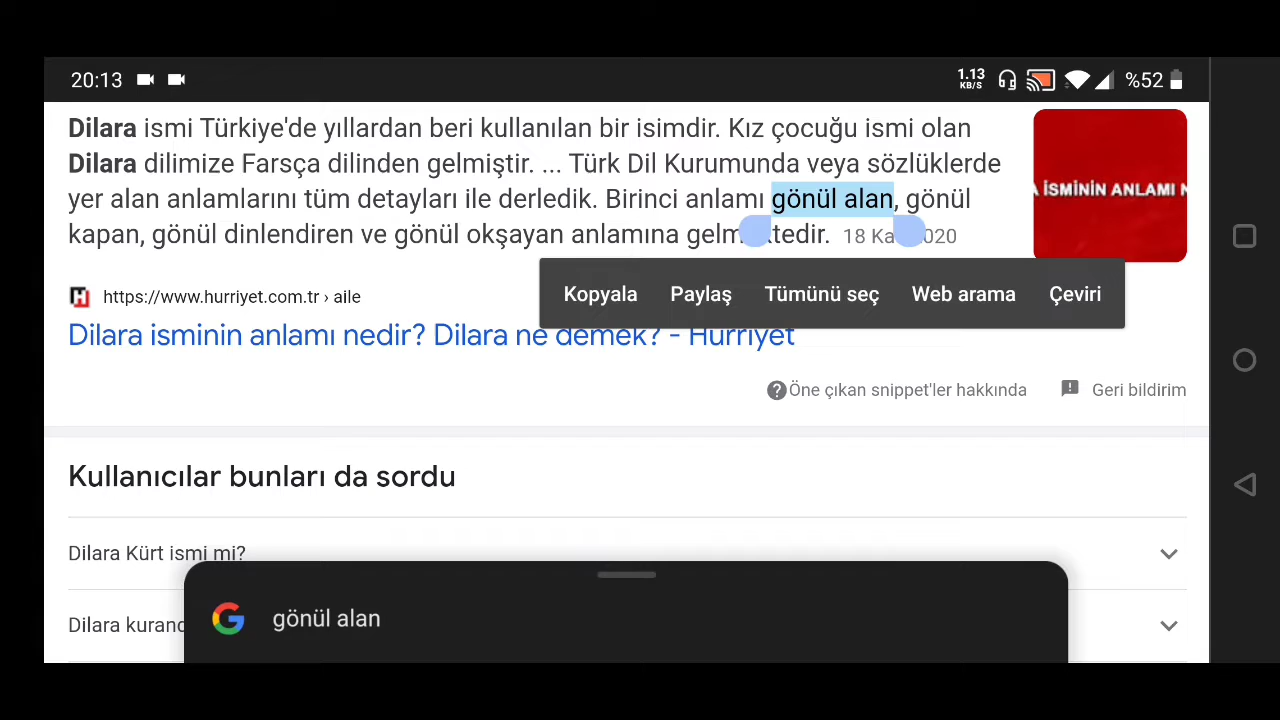 20:13
1.13 KB/S
%52
Dilara ismi Türkiye'de yıllardan beri kullanılan bir isimdir. Kız çocuğu ismi olan
Dilara dilimize Farsça dilinden gelmiştir. ... Türk Dil Kurumunda veya sözlüklerde
yer alan anlamlarını tüm detayları ile derledik. Birinci anlamı gönül alan, gönül
kapan, gönül dinlendiren ve gönül okşayan anlamına
18
İSMİNİN ANLAMI
Kopyala Paylaş Tümünü seç Web arama Çeviri
https://www.hurriyet.com.tr › aile
Dilara isminin anlamı nedir? Dilara ne demek? - Hürriyet
Öne çıkan snippet'ler hakkında
Geri bildirim
Kullanıcılar bunları da sordu
Dilara Kürt ismi mi?
Dilara
gönül alan